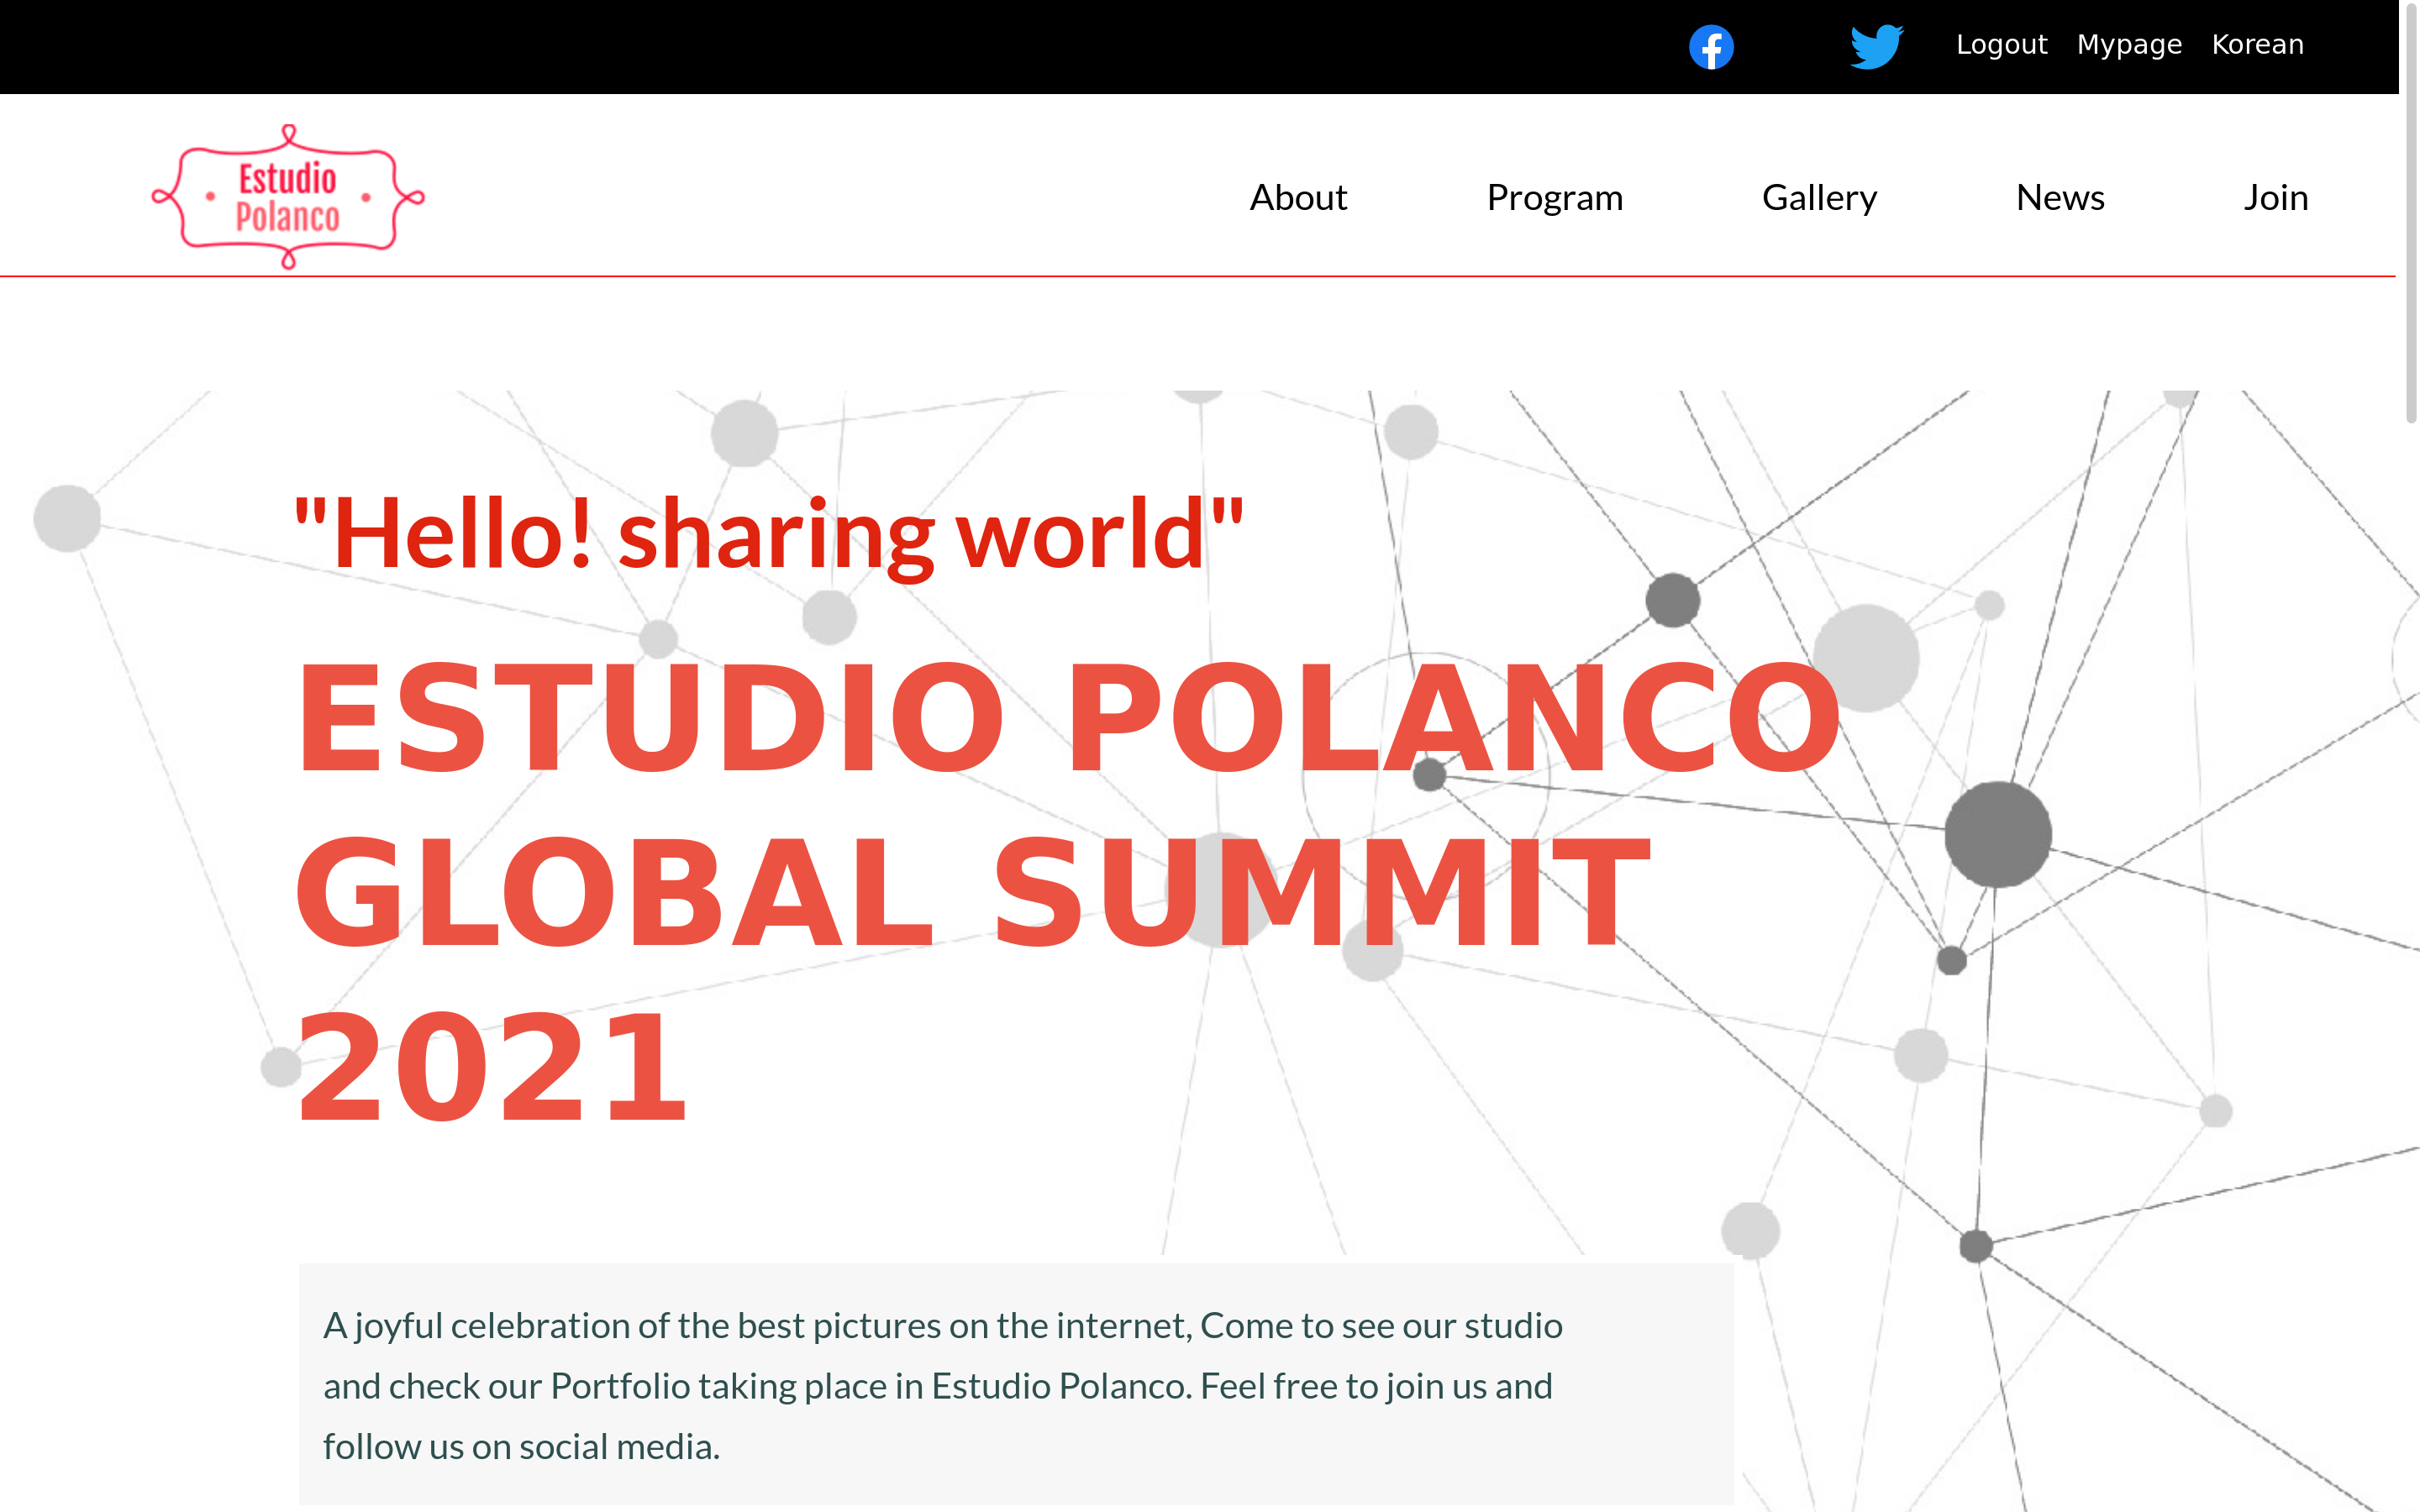 Logout Mypage Korean
Estudio
Polanco
About Program Gallery News Join
"Hello! sharing world"
ESTUDIO POLANCO
GLOBAL SUMMIT
2021
A joyful celebration of the best pictures on the internet, Come to see our studio
and check our Portfolio taking place in Estudio Polanco. Feel free to join us and
follow us on social media.